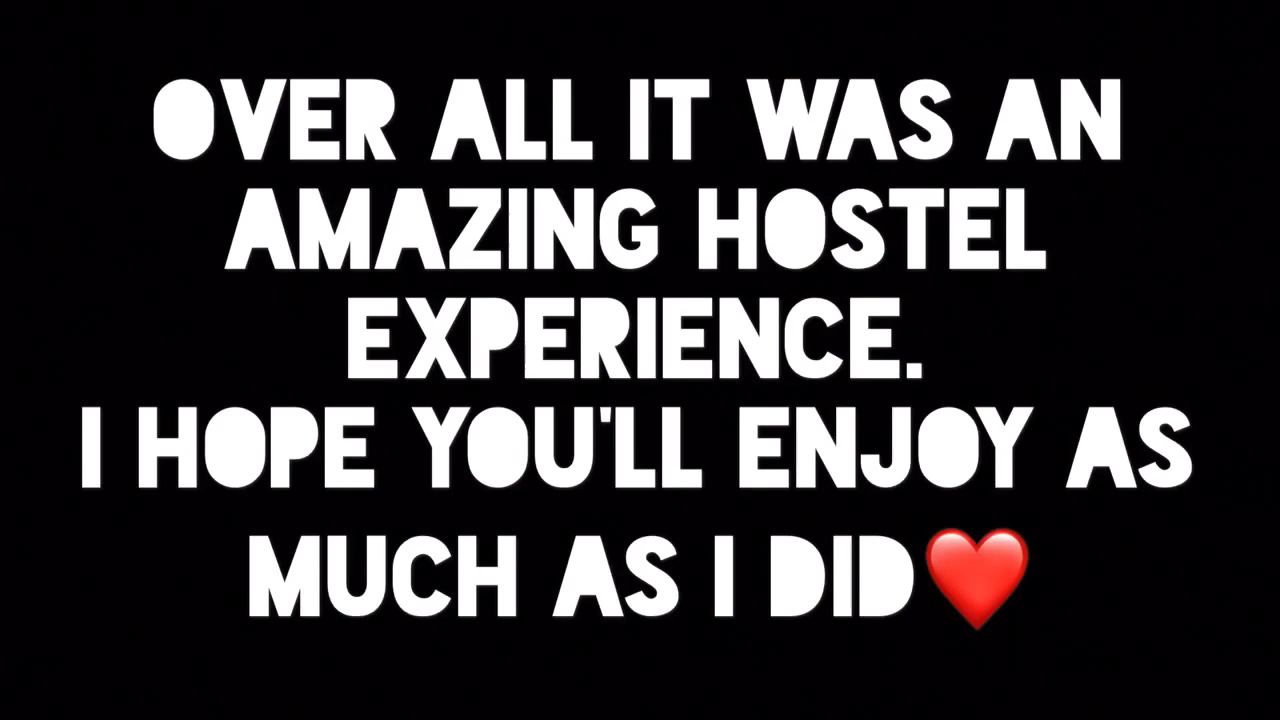 OVER ALL IT WAS AN
AMAZING HOSTEL
EXPERIENCE.
I HOPE YOU'LL ENJOY AS
MUCH AS I DID❤️